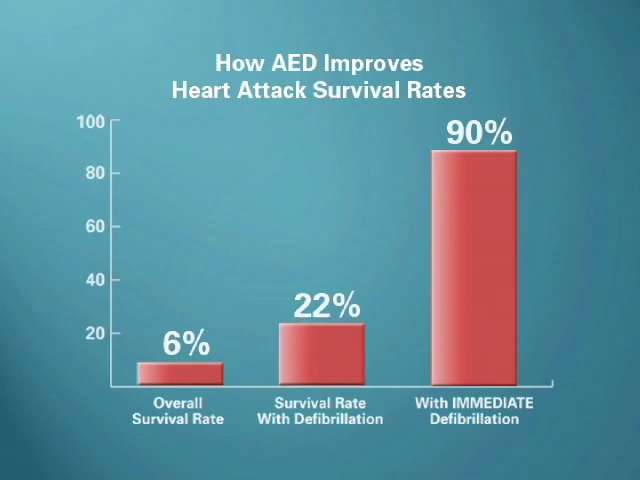 How AED Improves
Heart Attack Survival Rates
100
80
60
40
20
6%
22%
90%
Overall
Survival Rate
Survival Rate
With Defibrillation
With IMMEDIATE
Defibrillation